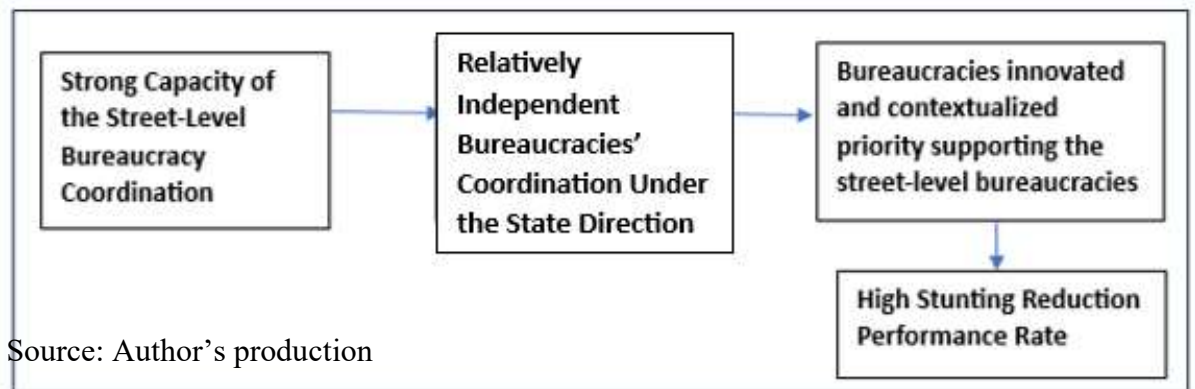 Strong Capacity of
the Street-Level
Bureaucracy
Coordination
Relatively
Independent
Bureaucracies’
Coordination Under
the State Direction
Bureaucracies innovated
and contextualized
priority supporting the
street-level bureaucracies
High Stunting Reduction
Performance Rate
Source: Author’s production